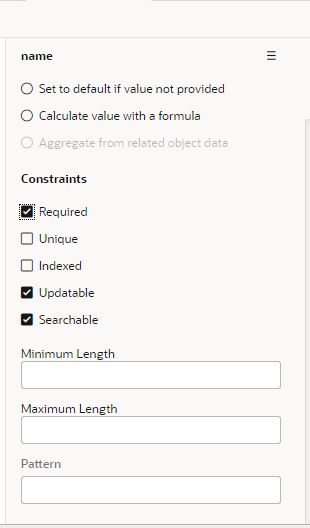 name
Set to default if value not provided
Calculate value with a formula
Aggregate from related object data
Constraints
Required
Unique
Indexed
Updatable
Searchable
Minimum Length
Maximum Length
Pattern